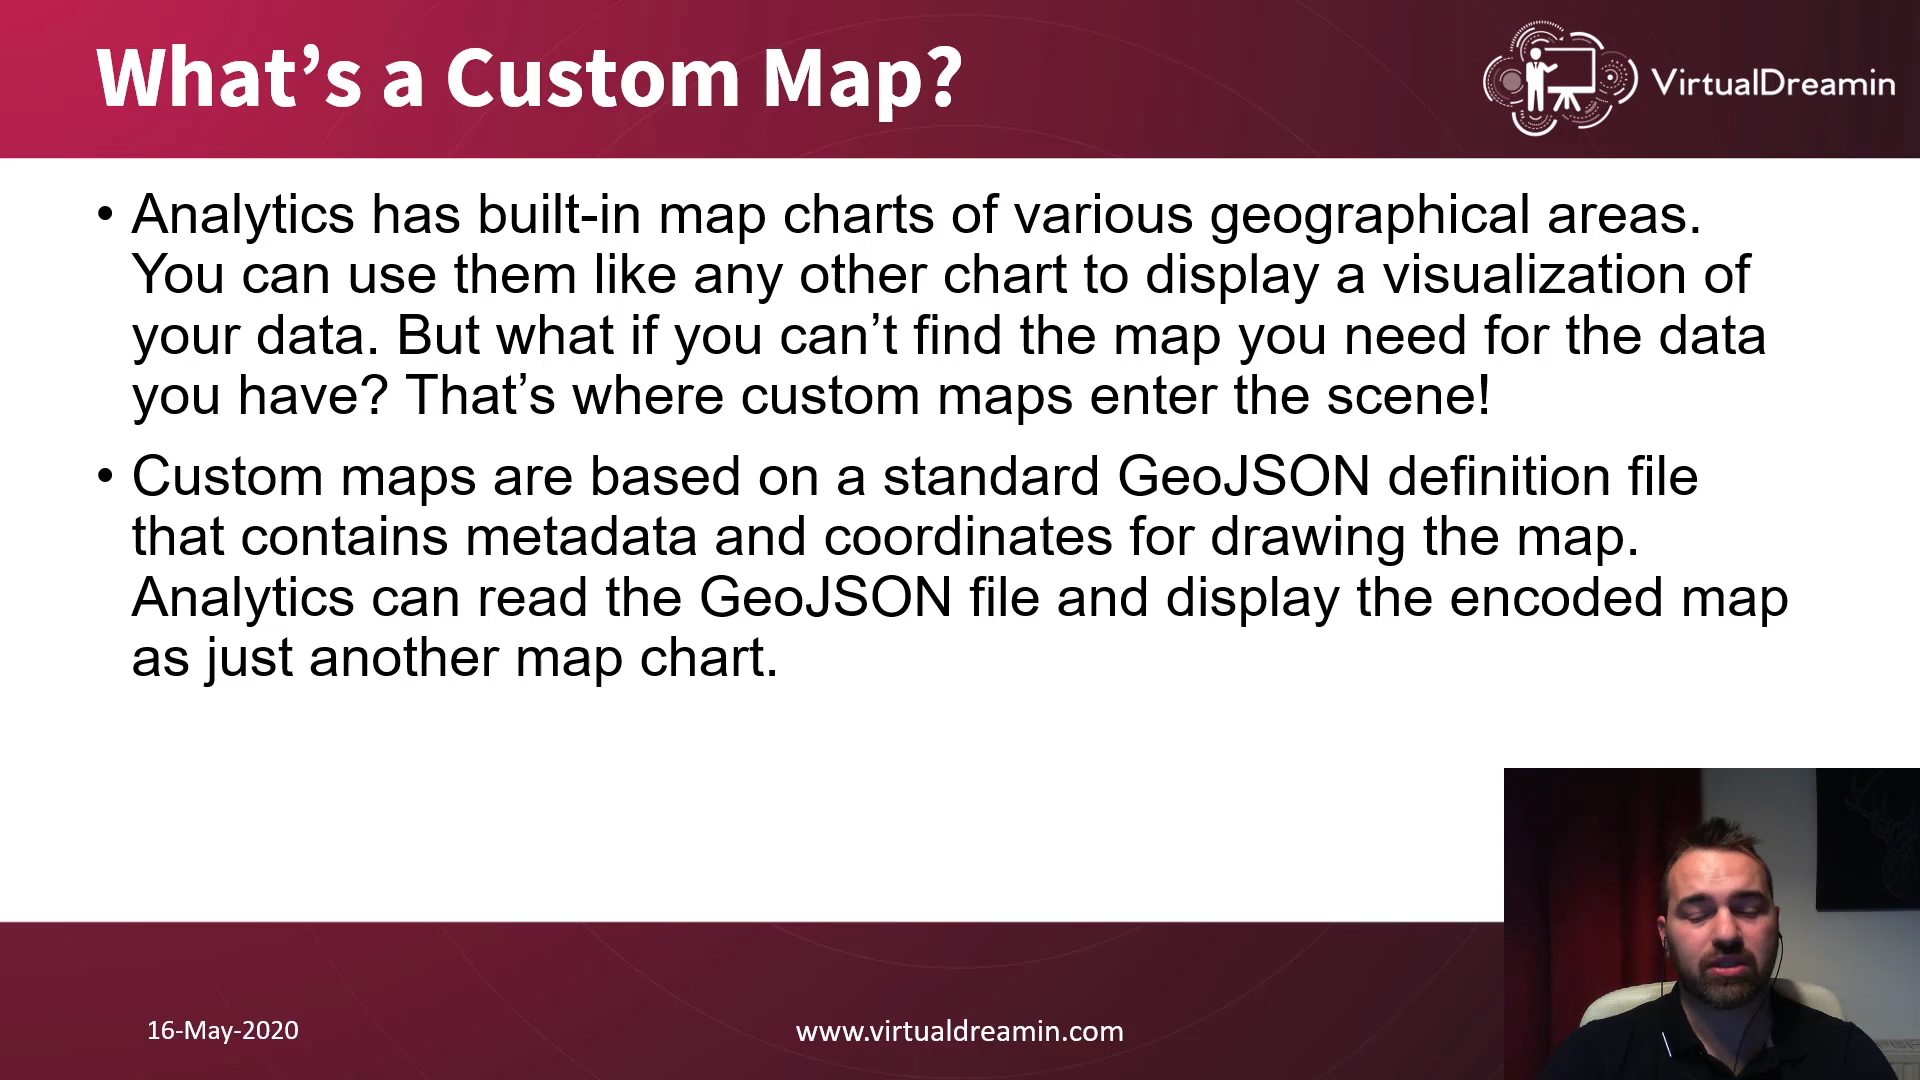 What’s a Custom Map?
VirtualDreamin
• Analytics has built-in map charts of various geographical areas.
You can use them like any other chart to display a visualization of
your data. But what if you can’t find the map you need for the data
you have? That’s where custom maps enter the scene!
• Custom maps are based on a standard GeoJSON definition file
that contains metadata and coordinates for drawing the map.
Analytics can read the GeoJSON file and display the encoded map
as just another map chart.
16-May-2020
www.virtualdreamin.com